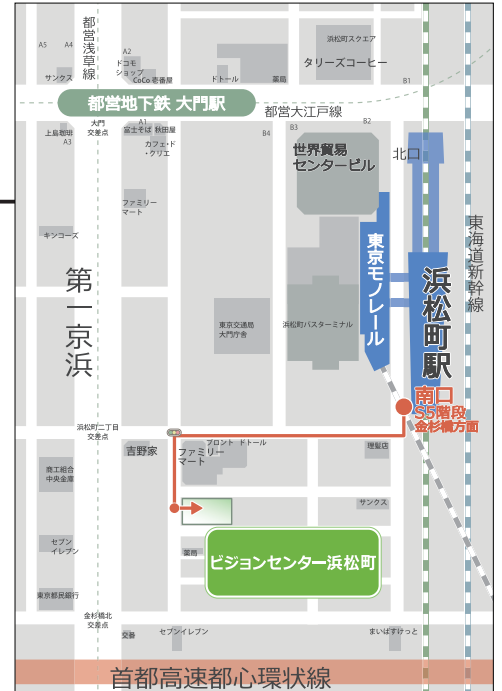 都営浅草線
A5
A4
A2
ドコモ
ショップ
CoCo壱番屋
サンクス
ドトール
薬局
浜松町スクエア
タリーズコーヒー
B1
都営地下鉄 大門駅
都営大江戸線
大門
交差点
上島珈琲
A3
A1
富士そば 秋田屋
カフェ・ド
・クリエ
B4
B3
B2
世界貿易
センタービル
北口
ファミリー
マート
キンコーズ
第一京浜
東京モノレール
浜松町駅
東海道新幹線
東京交通局
大門庁舎
浜松町バスターミナル
南口
S5階段
金杉橋方面
浜松町二丁目
交差点
吉野家
ファミリー
マート
プロント ドトール
理髪店
商工組合
中央金庫
サンクス
セブン
イレブン
薬局
ビジョンセンター浜松町
東京都民銀行
金杉橋北
交差点
交番
セブンイレブン
まいばすけっと
首都高速都心環状線